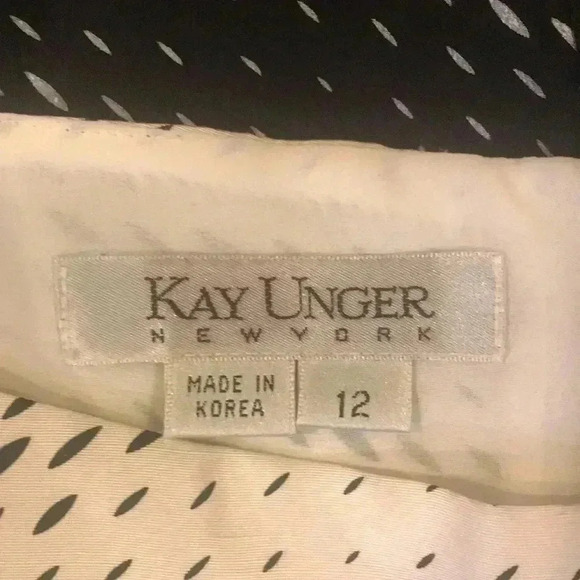 KAY UNGER
NEW YORK
MADE IN
KOREA
12